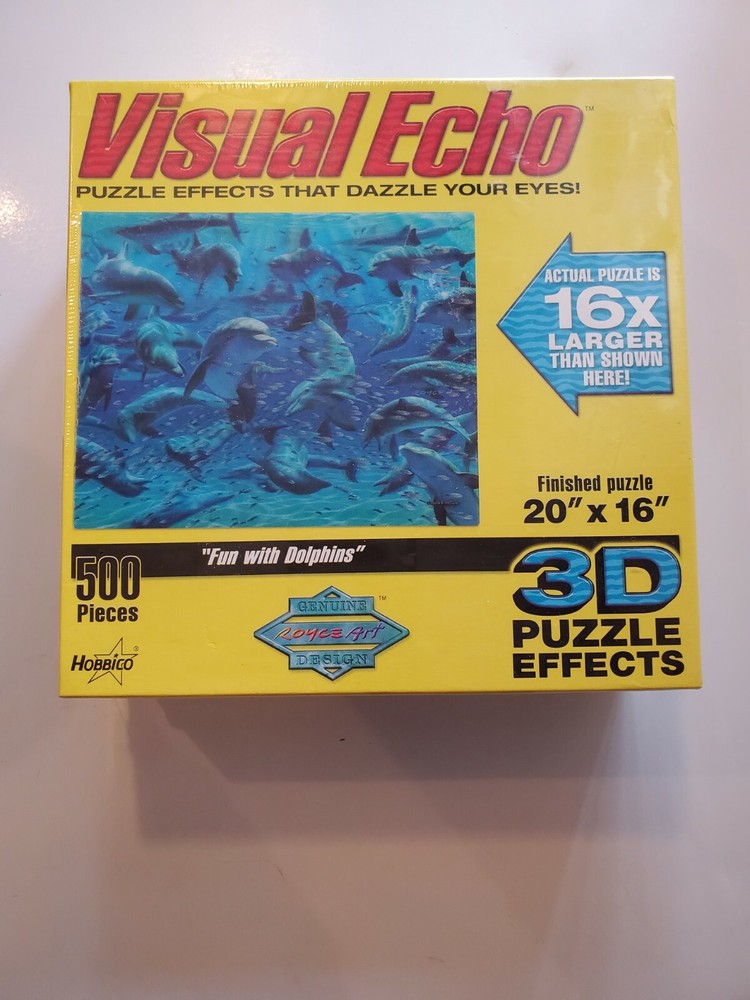 Visual Echo™
PUZZLE EFFECTS THAT DAZZLE YOUR EYES!
ACTUAL PUZZLE IS
16x
LARGER
THAN SHOWN
HERE!
Finished puzzle
20" x 16"
"Fun with Dolphins"
500
Pieces
HOBBICO®
GENUINE™
ROYCE Art
DESIGN
3D
PUZZLE
EFFECTS